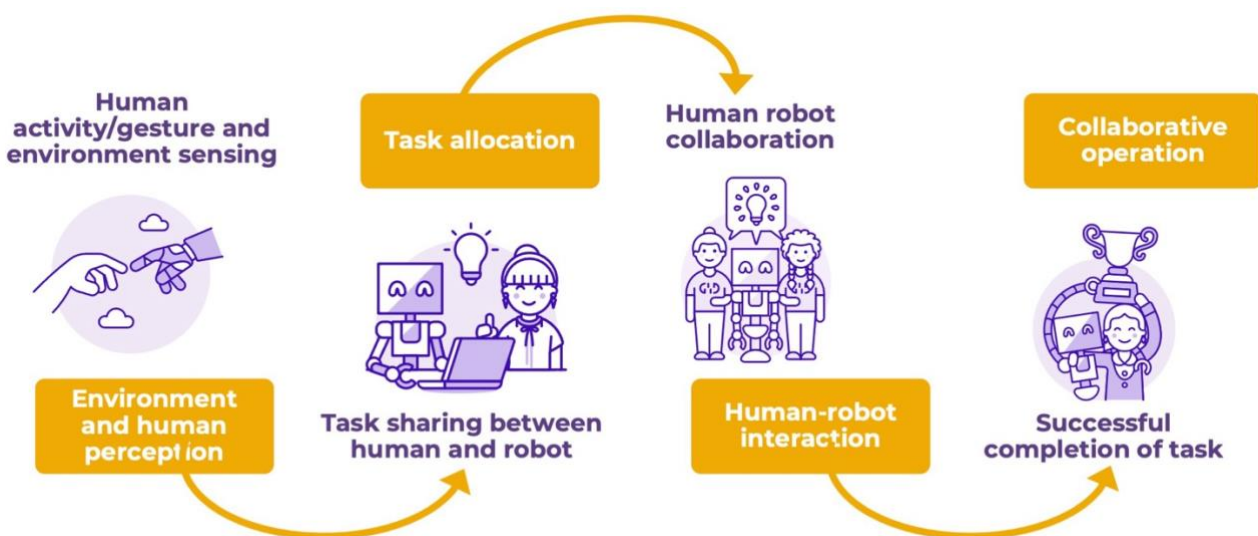 Human
activity/gesture and
environment sensing
Environment
and human
perception
Task allocation
Task sharing between
human and robot
Human robot
collaboration
Human-robot
interaction
Collaborative
operation
Successful
completion of task